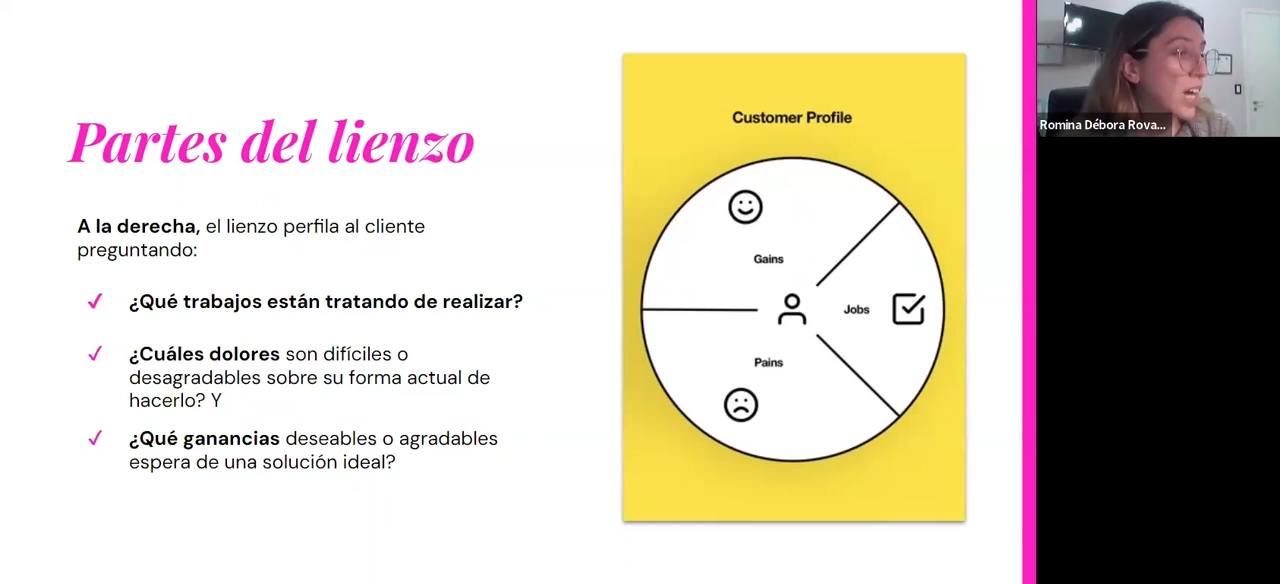 Partes del lienzo
A la derecha, el lienzo perfila al cliente
preguntando:
¿Qué trabajos están tratando de realizar?
¿Cuáles dolores son difíciles o
desagradables sobre su forma actual de
hacerlo? Y
¿Qué ganancias deseables o agradables
espera de una solución ideal?
Customer Profile
Gains
Jobs
Pains
Romina Débora Rova...